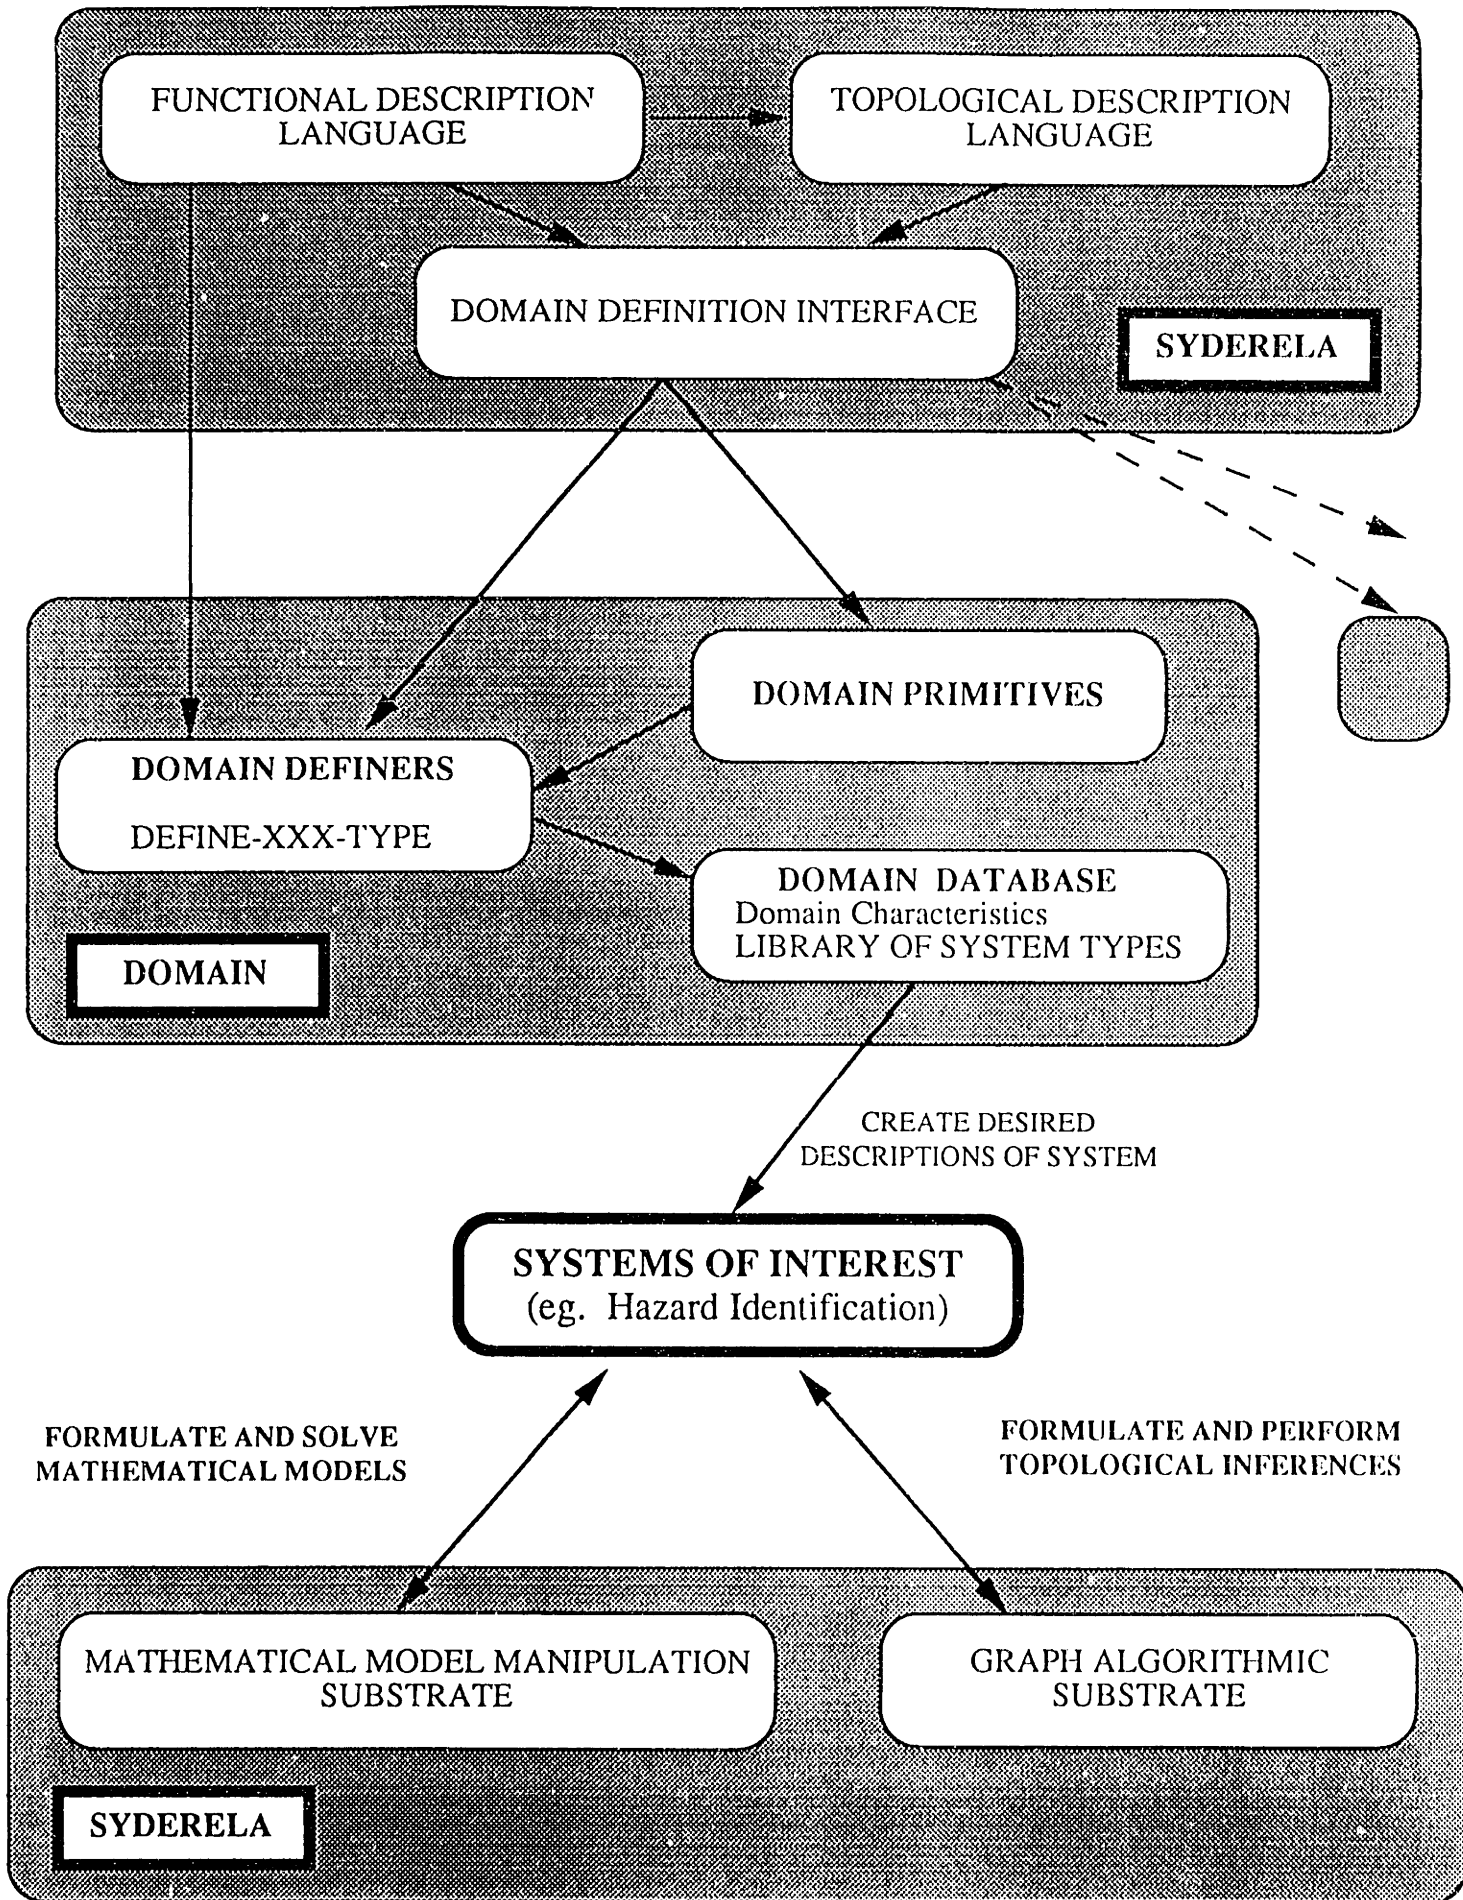 FUNCTIONAL DESCRIPTION
LANGUAGE
TOPOLOGICAL DESCRIPTION
LANGUAGE
DOMAIN DEFINITION INTERFACE
SYDERELA
DOMAIN PRIMITIVES
DOMAIN DEFINERS
DEFINE-XXX-TYPE
DOMAIN DATABASE
Domain Characteristics
LIBRARY OF SYSTEM TYPES
DOMAIN
CREATE DESIRED
DESCRIPTIONS OF SYSTEM
SYSTEMS OF INTEREST
(eg. Hazard Identification)
FORMULATE AND SOLVE
MATHEMATICAL MODELS
FORMULATE AND PERFORM
TOPOLOGICAL INFERENCES
MATHEMATICAL MODEL MANIPULATION
SUBSTRATE
GRAPH ALGORITHMIC
SUBSTRATE
SYDERELA